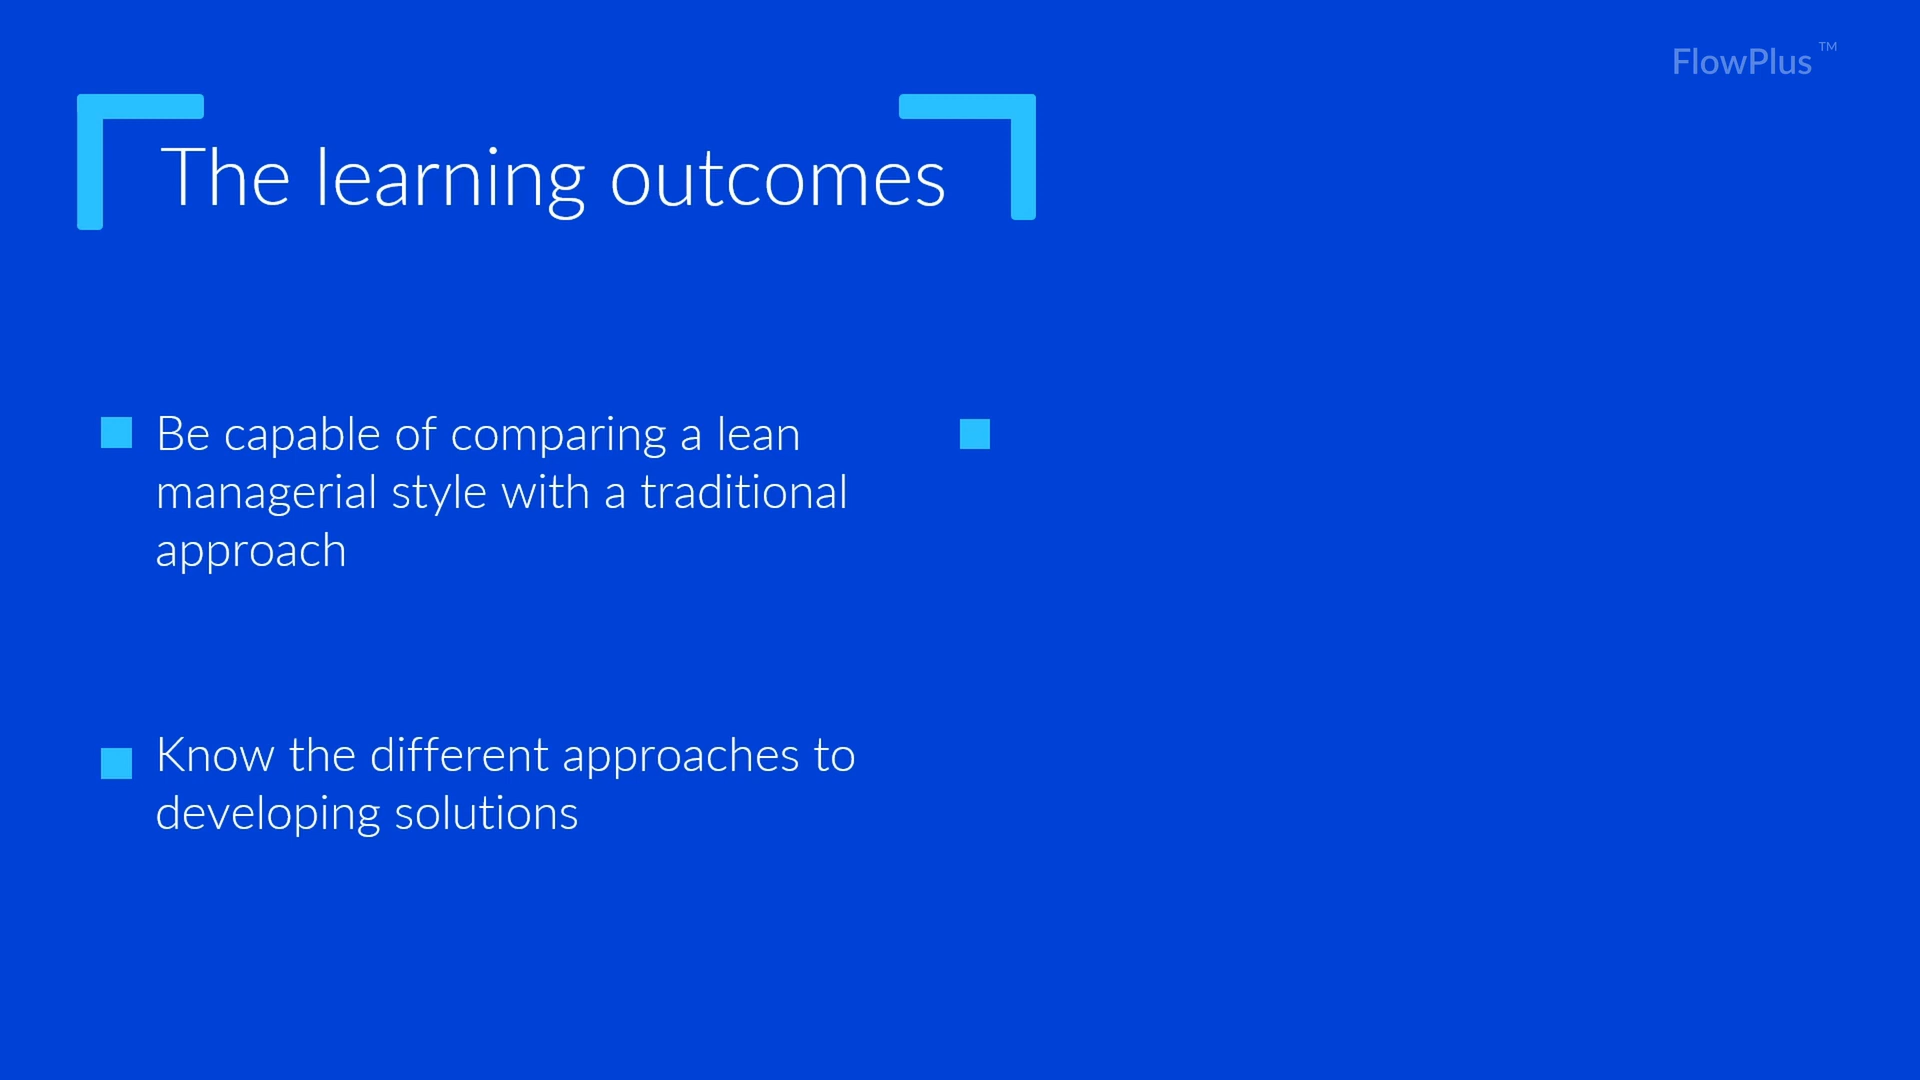 FlowPlus™
The learning outcomes
Be capable of comparing a lean
managerial style with a traditional
approach
Know the different approaches to
developing solutions